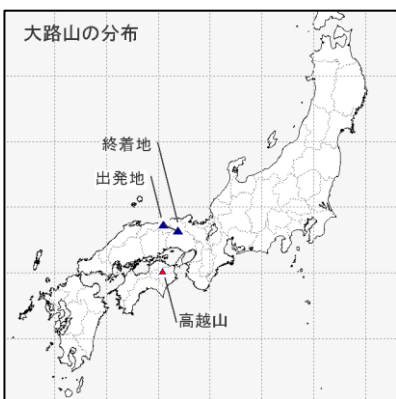 大路山の分布
終着地
出発地
高越山